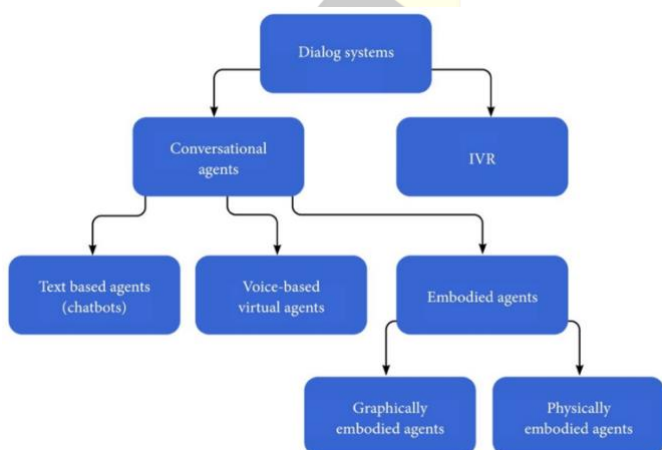 Dialog systems
Conversational
agents
IVR
Text based agents
(chatbots)
Voice-based
virtual agents
Embodied agents
Graphically
embodied agents
Physically
embodied agents